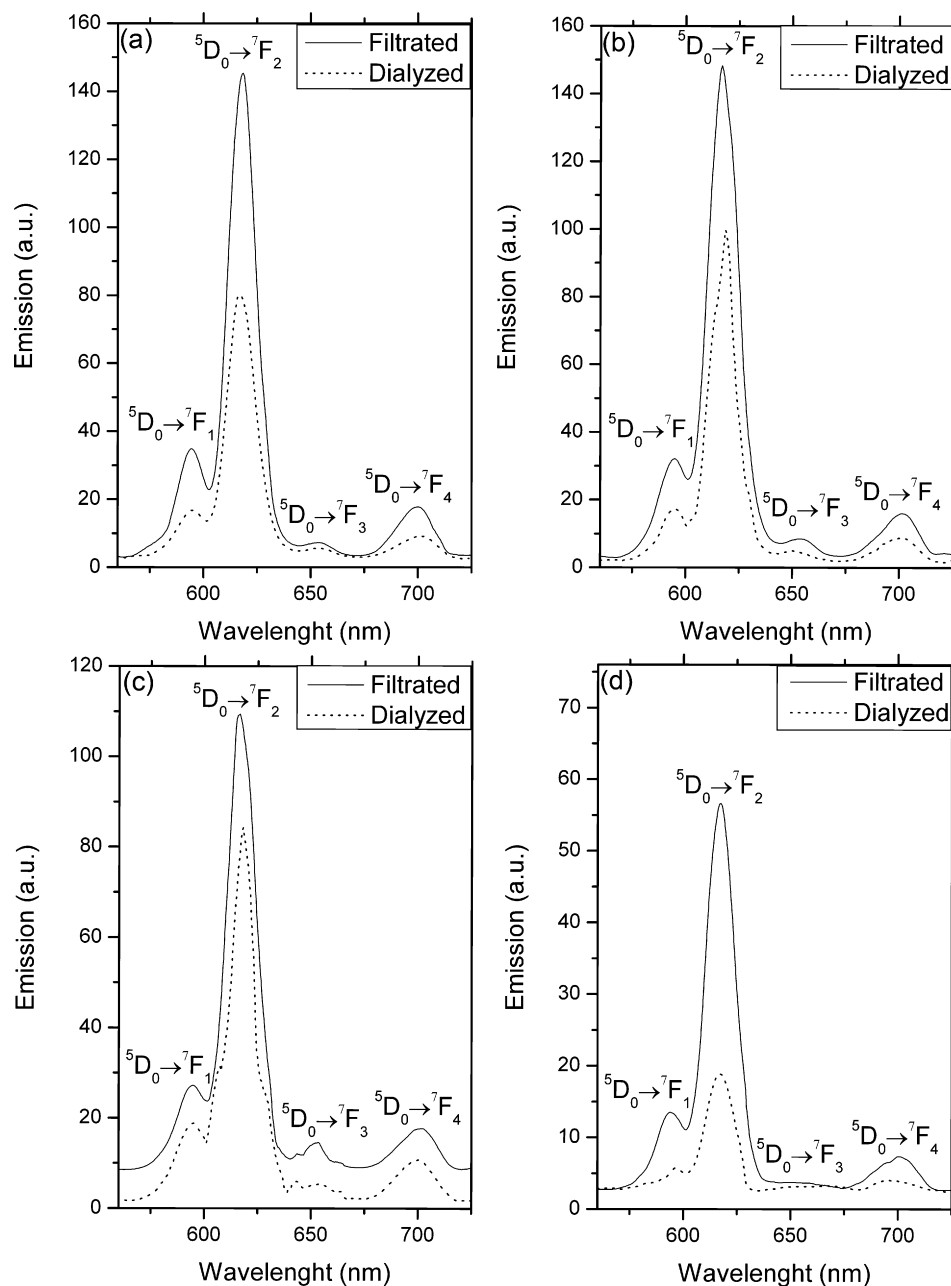 (a)
Filtrated
Dialyzed
⁵D₀→⁷F₂
⁵D₀→⁷F₁
⁵D₀→⁷F₃
⁵D₀→⁷F₄
160
140
120
100
80
60
40
20
0
600 650 700
Emission (a.u.)
Wavelenght (nm)
(b)
Filtrated
Dialyzed
⁵D₀→⁷F₂
⁵D₀→⁷F₁
⁵D₀→⁷F₃
⁵D₀→⁷F₄
160
140
120
100
80
60
40
20
0
600 650 700
Emission (a.u.)
Wavelenght (nm)
(c)
Filtrated
Dialyzed
⁵D₀→⁷F₂
⁵D₀→⁷F₁
⁵D₀→⁷F₃
⁵D₀→⁷F₄
120
100
80
60
40
20
0
600 650 700
Emission (a.u.)
Wavelenght (nm)
(d)
Filtrated
Dialyzed
⁵D₀→⁷F₂
⁵D₀→⁷F₁
⁵D₀→⁷F₃
⁵D₀→⁷F₄
70
60
50
40
30
20
10
0
600 650 700
Emission (a.u.)
Wavelenght (nm)